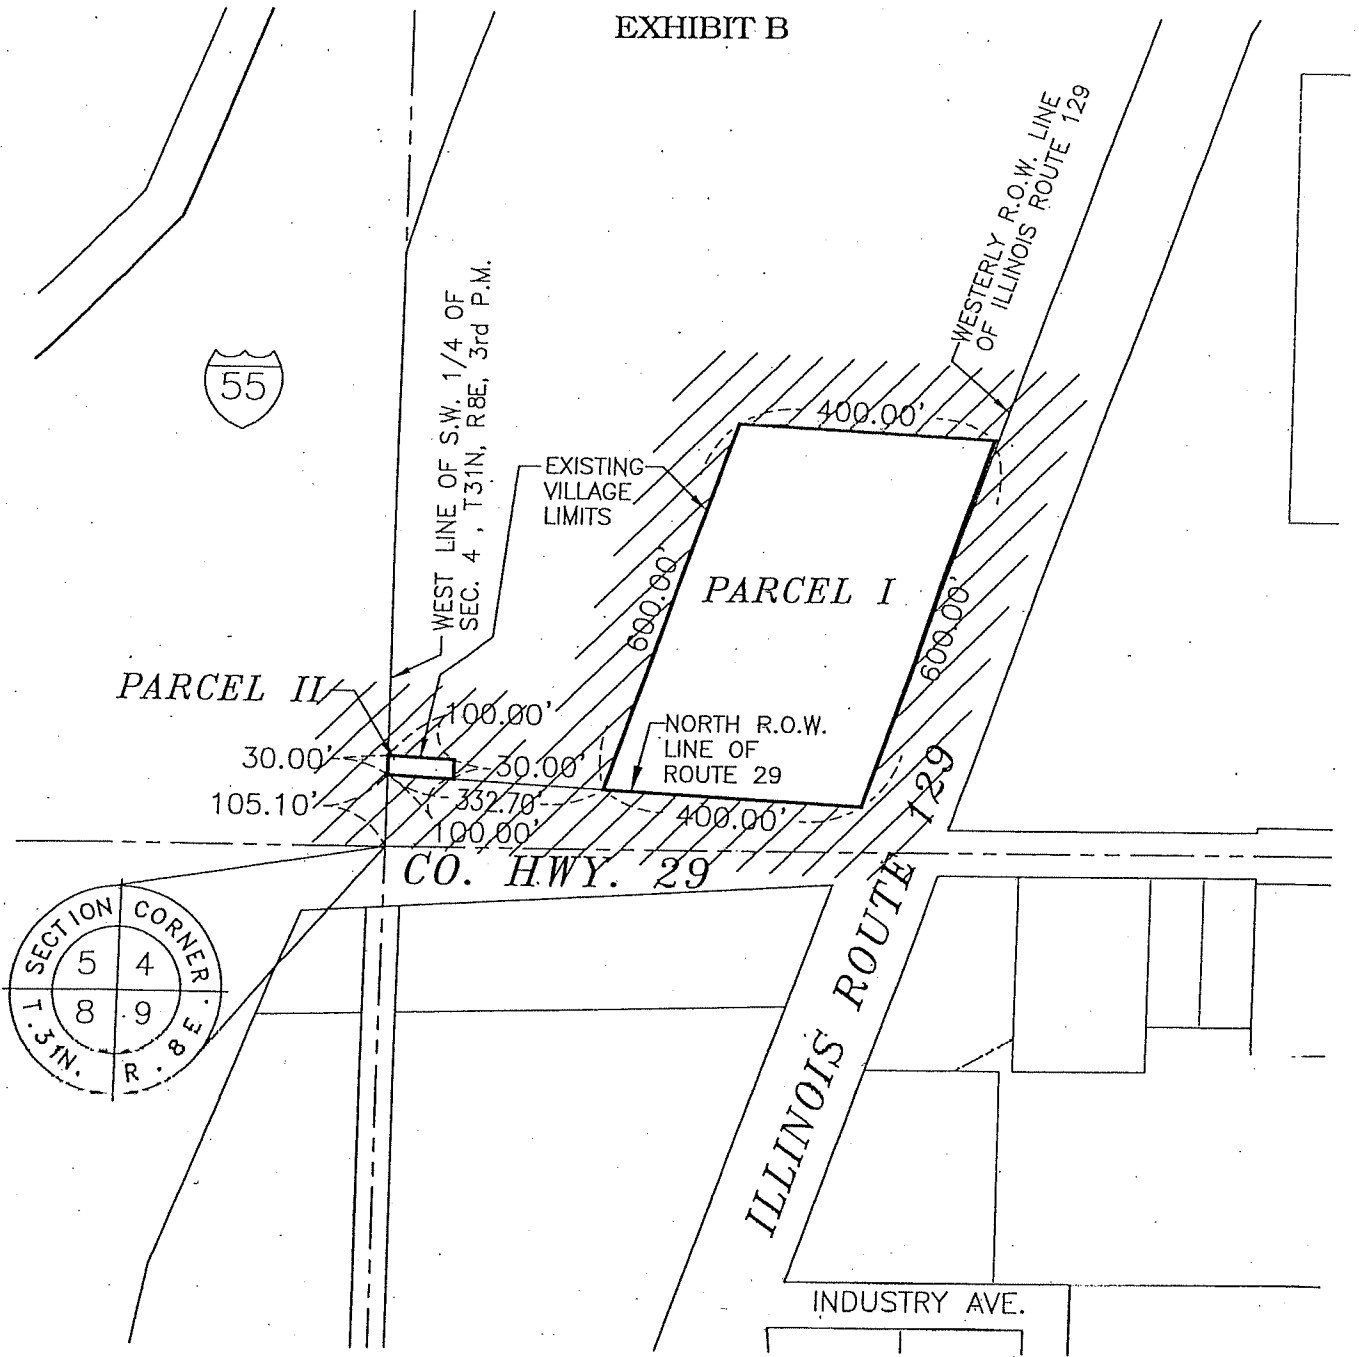 EXHIBIT B
WESTERLY R.O.W. LINE
OF ILLINOIS ROUTE 129
WEST LINE OF S.W. 1/4 OF
SEC. 4 , T31N, R8E, 3rd P.M.
55
400.00'
EXISTING
VILLAGE
LIMITS
600.00'
PARCEL I
600.00'
PARCEL II
100.00'
NORTH R.O.W.
LINE OF
ROUTE 29
30.00'
30.00'
105.10'
332.70'
400.00'
100.00'
CO. HWY. 29
ILLINOIS ROUTE 129
SECTION CORNER
5 4
8 9
T.31N. R.8E.
INDUSTRY AVE.